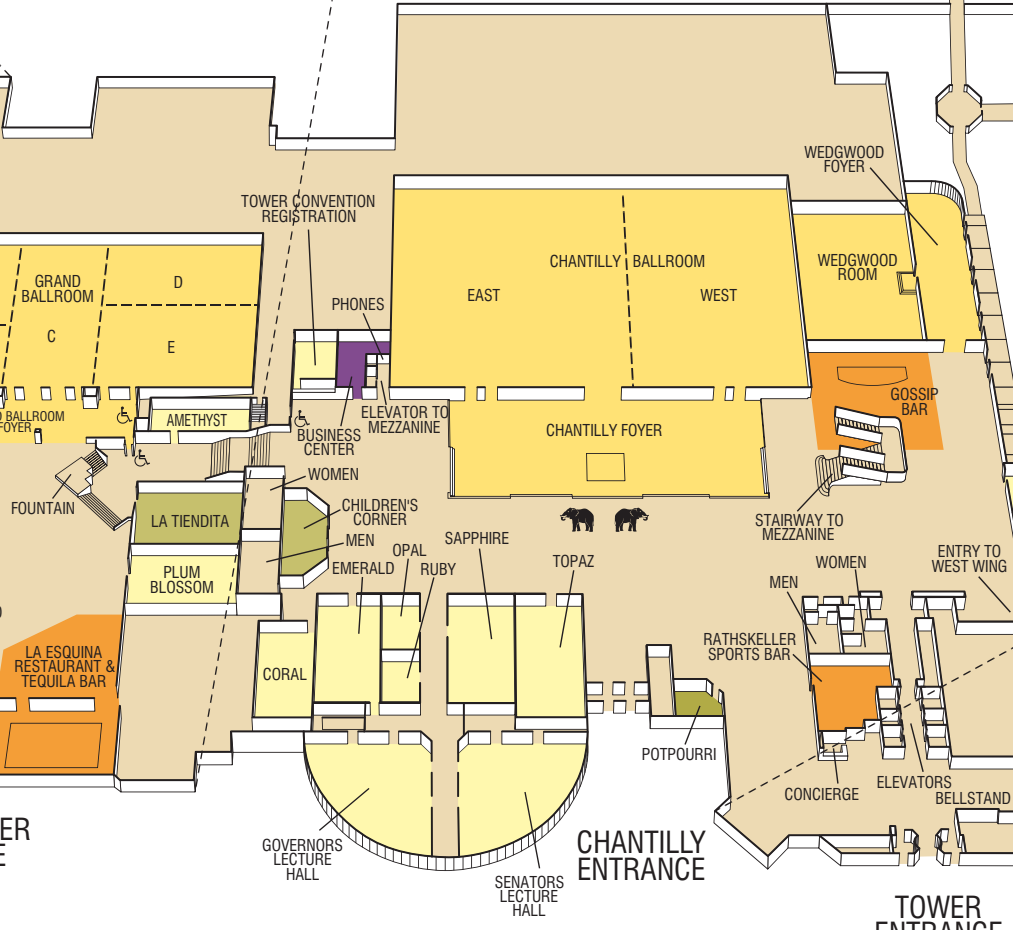 WEDGWOOD
FOYER
TOWER CONVENTION
REGISTRATION
CHANTILLY BALLROOM
WEDGWOOD
ROOM
GRAND
BALLROOM
D
EAST
WEST
PHONES
C
E
GOSSIP
BAR
BALLROOM
FOYER
AMETHYST
ELEVATOR TO
MEZZANINE
BUSINESS
CENTER
CHANTILLY FOYER
WOMEN
FOUNTAIN
LA TIENDITA
CHILDREN'S
CORNER
STAIRWAY TO
MEZZANINE
MEN
SAPPHIRE
OPAL
EMERALD
RUBY
TOPAZ
WOMEN
ENTRY TO
WEST WING
PLUM
BLOSSOM
MEN
RATHSKELLER
SPORTS BAR
LA ESQUINA
RESTAURANT &
TEQUILA BAR
CORAL
POTPOURRI
CONCIERGE
ELEVATORS
BELLSTAND
ER
E
GOVERNORS
LECTURE
HALL
CHANTILLY
ENTRANCE
SENATORS
LECTURE
HALL
TOWER
ENTRANCE